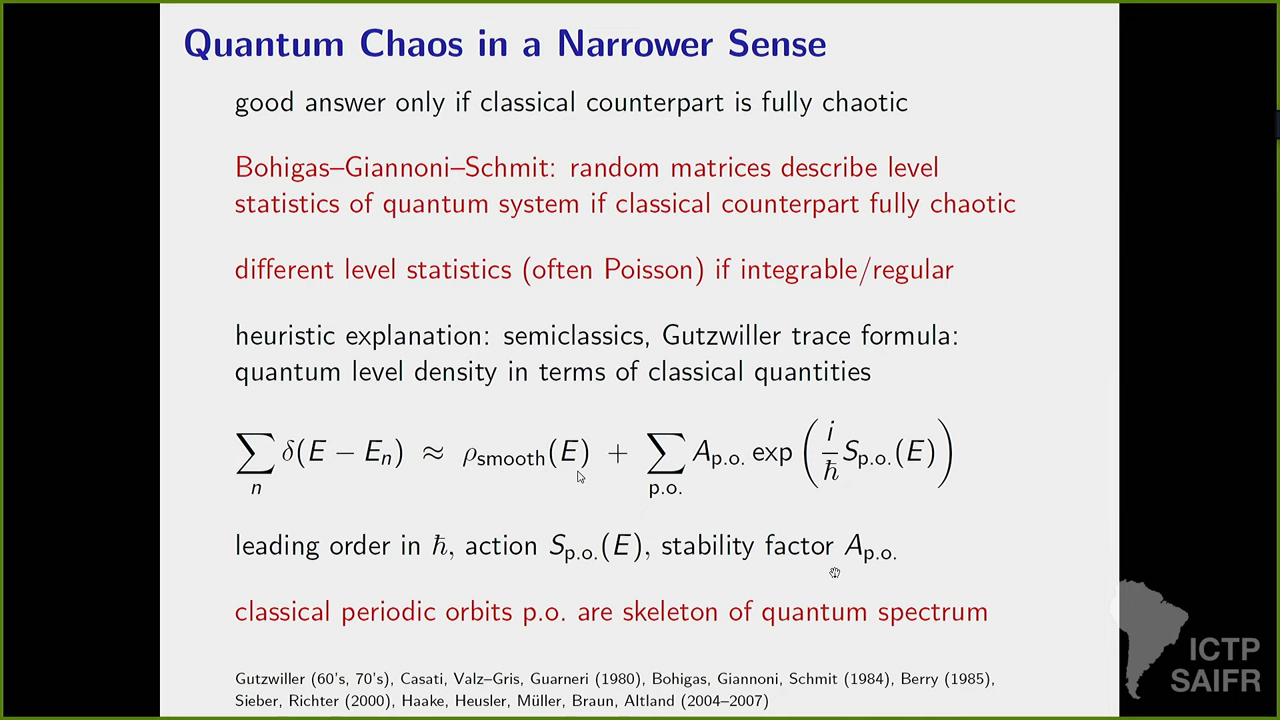 Quantum Chaos in a Narrower Sense
good answer only if classical counterpart is fully chaotic
Bohigas–Giannoni–Schmit: random matrices describe level
statistics of quantum system if classical counterpart fully chaotic
different level statistics (often Poisson) if integrable/regular
heuristic explanation: semiclassics, Gutzwiller trace formula:
quantum level density in terms of classical quantities
∑_n δ(E − E_n) ≈ ρ_smooth(E) + ∑_p.o. A_p.o. exp(i/ħ S_p.o.(E))
leading order in ħ, action S_p.o.(E), stability factor A_p.o.
classical periodic orbits p.o. are skeleton of quantum spectrum
Gutzwiller (60's, 70's), Casati, Valz–Gris, Guarneri (1980), Bohigas, Giannoni, Schmit (1984), Berry (1985),
Sieber, Richter (2000), Haake, Heusler, Müller, Braun, Altland (2004–2007)
ICTP
SAIFR